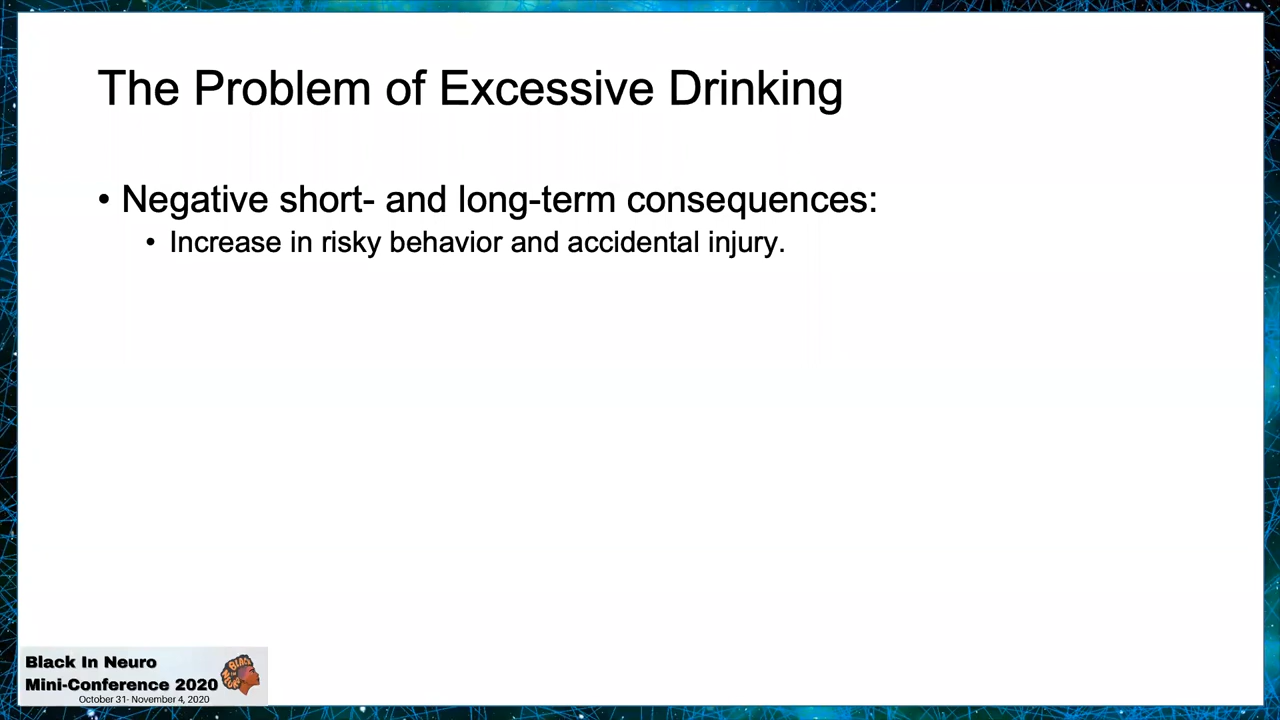 The Problem of Excessive Drinking
• Negative short- and long-term consequences:
• Increase in risky behavior and accidental injury.
Black In Neuro
Mini-Conference 2020
October 31- November 4, 2020